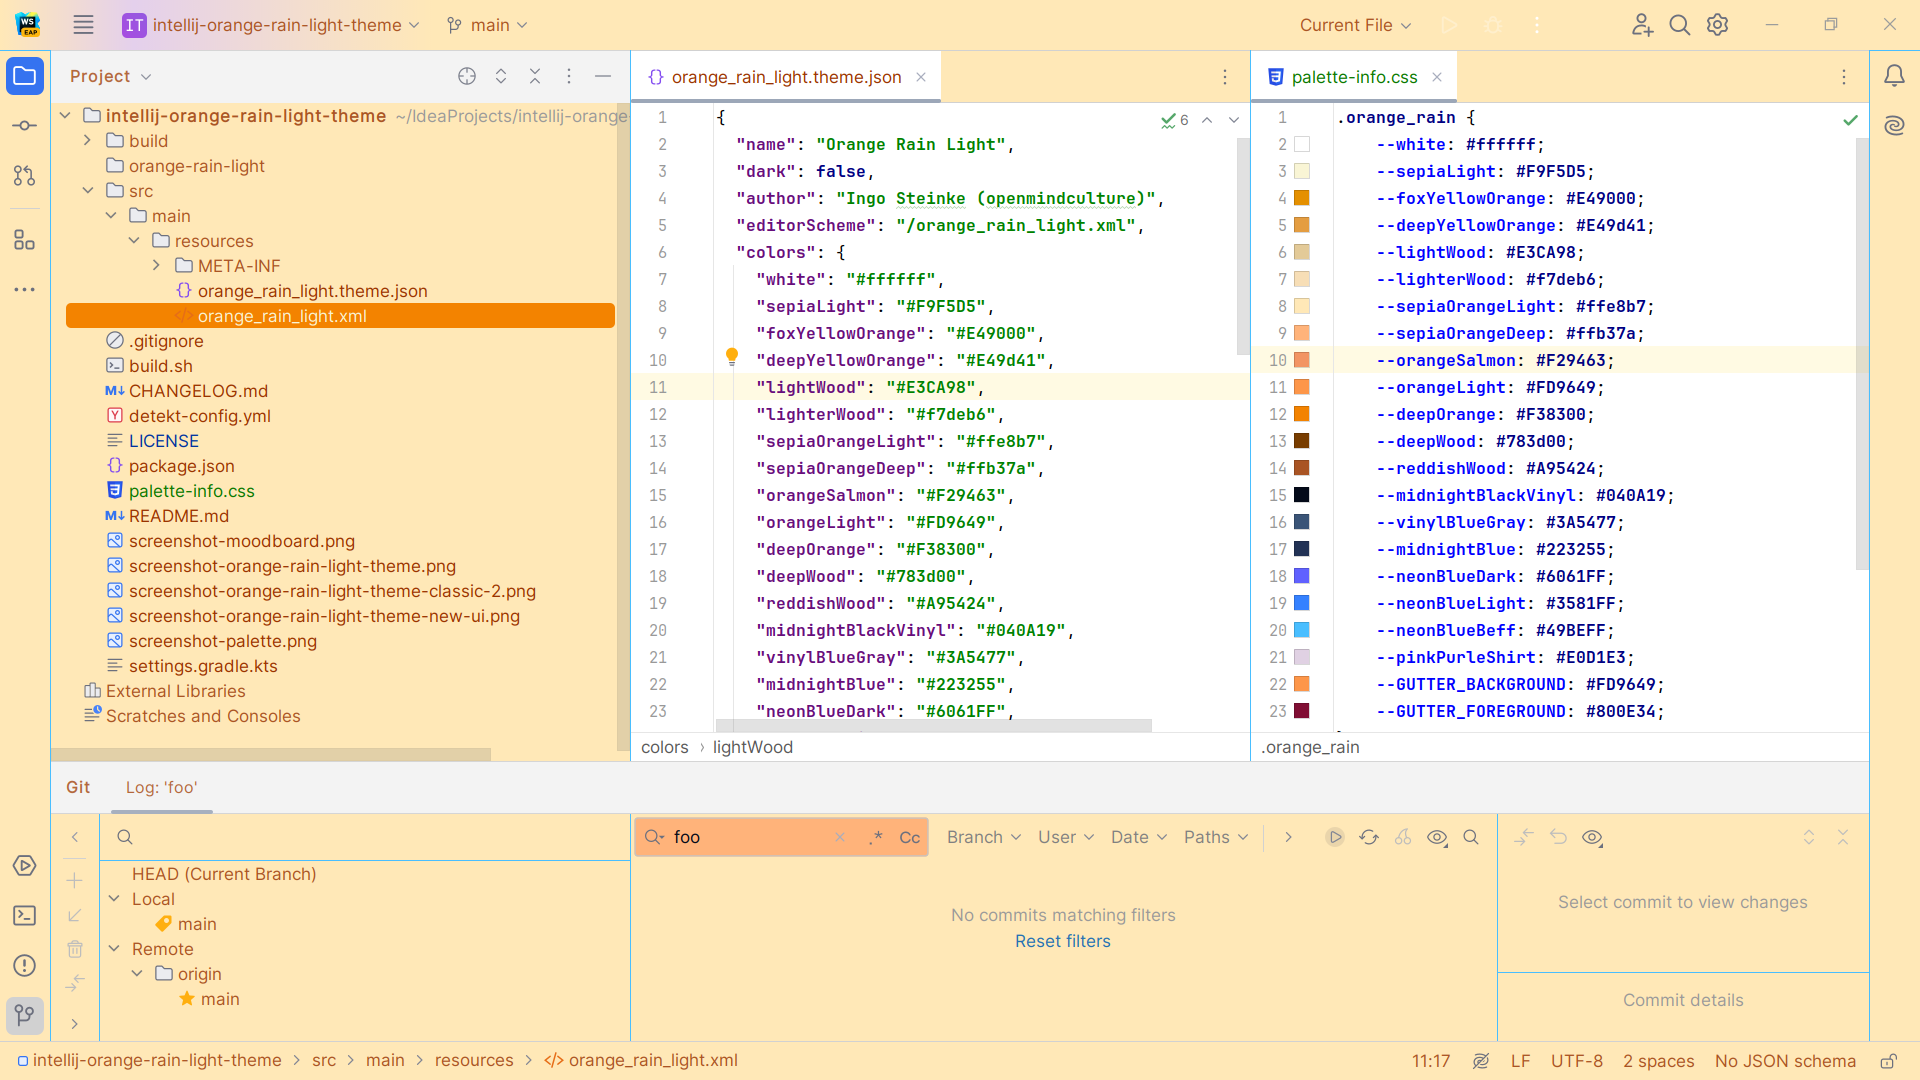 WS
EAP
IT intellij-orange-rain-light-theme
main
Current File
Project
intellij-orange-rain-light-theme ~/IdeaProjects/intellij-orange-
build
orange-rain-light
src
main
resources
META-INF
{} orange_rain_light.theme.json
</> orange_rain_light.xml
.gitignore
build.sh
M↓ CHANGELOG.md
Y detekt-config.yml
LICENSE
{} package.json
palette-info.css
M↓ README.md
screenshot-moodboard.png
screenshot-orange-rain-light-theme.png
screenshot-orange-rain-light-theme-classic-2.png
screenshot-orange-rain-light-theme-new-ui.png
screenshot-palette.png
settings.gradle.kts
External Libraries
Scratches and Consoles
{} orange_rain_light.theme.json
6
1 {
2 "name": "Orange Rain Light",
3 "dark": false,
4 "author": "Ingo Steinke (openmindculture)",
5 "editorScheme": "/orange_rain_light.xml",
6 "colors": {
7 "white": "#ffffff",
8 "sepiaLight": "#F9F5D5",
9 "foxYellowOrange": "#E49000",
10 "deepYellowOrange": "#E49d41",
11 "lightWood": "#E3CA98",
12 "lighterWood": "#f7deb6",
13 "sepiaOrangeLight": "#ffe8b7",
14 "sepiaOrangeDeep": "#ffb37a",
15 "orangeSalmon": "#F29463",
16 "orangeLight": "#FD9649",
17 "deepOrange": "#F38300",
18 "deepWood": "#783d00",
19 "reddishWood": "#A95424",
20 "midnightBlackVinyl": "#040A19",
21 "vinylBlueGray": "#3A5477",
22 "midnightBlue": "#223255",
23 "neonBlueDark": "#6061FF",
colors › lightWood
palette-info.css
1 .orange_rain {
2 --white: #ffffff;
3 --sepiaLight: #F9F5D5;
4 --foxYellowOrange: #E49000;
5 --deepYellowOrange: #E49d41;
6 --lightWood: #E3CA98;
7 --lighterWood: #f7deb6;
8 --sepiaOrangeLight: #ffe8b7;
9 --sepiaOrangeDeep: #ffb37a;
10 --orangeSalmon: #F29463;
11 --orangeLight: #FD9649;
12 --deepOrange: #F38300;
13 --deepWood: #783d00;
14 --reddishWood: #A95424;
15 --midnightBlackVinyl: #040A19;
16 --vinylBlueGray: #3A5477;
17 --midnightBlue: #223255;
18 --neonBlueDark: #6061FF;
19 --neonBlueLight: #3581FF;
20 --neonBlueBeff: #49BEFF;
21 --pinkPurleShirt: #E0D1E3;
22 --GUTTER_BACKGROUND: #FD9649;
23 --GUTTER_FOREGROUND: #800E34;
.orange_rain
Git
Log: 'foo'
HEAD (Current Branch)
Local
main
Remote
origin
main
foo
.* Cc
Branch
User
Date
Paths
No commits matching filters
Reset filters
Select commit to view changes
Commit details
intellij-orange-rain-light-theme › src › main › resources › </> orange_rain_light.xml
11:17
LF
UTF-8
2 spaces
No JSON schema